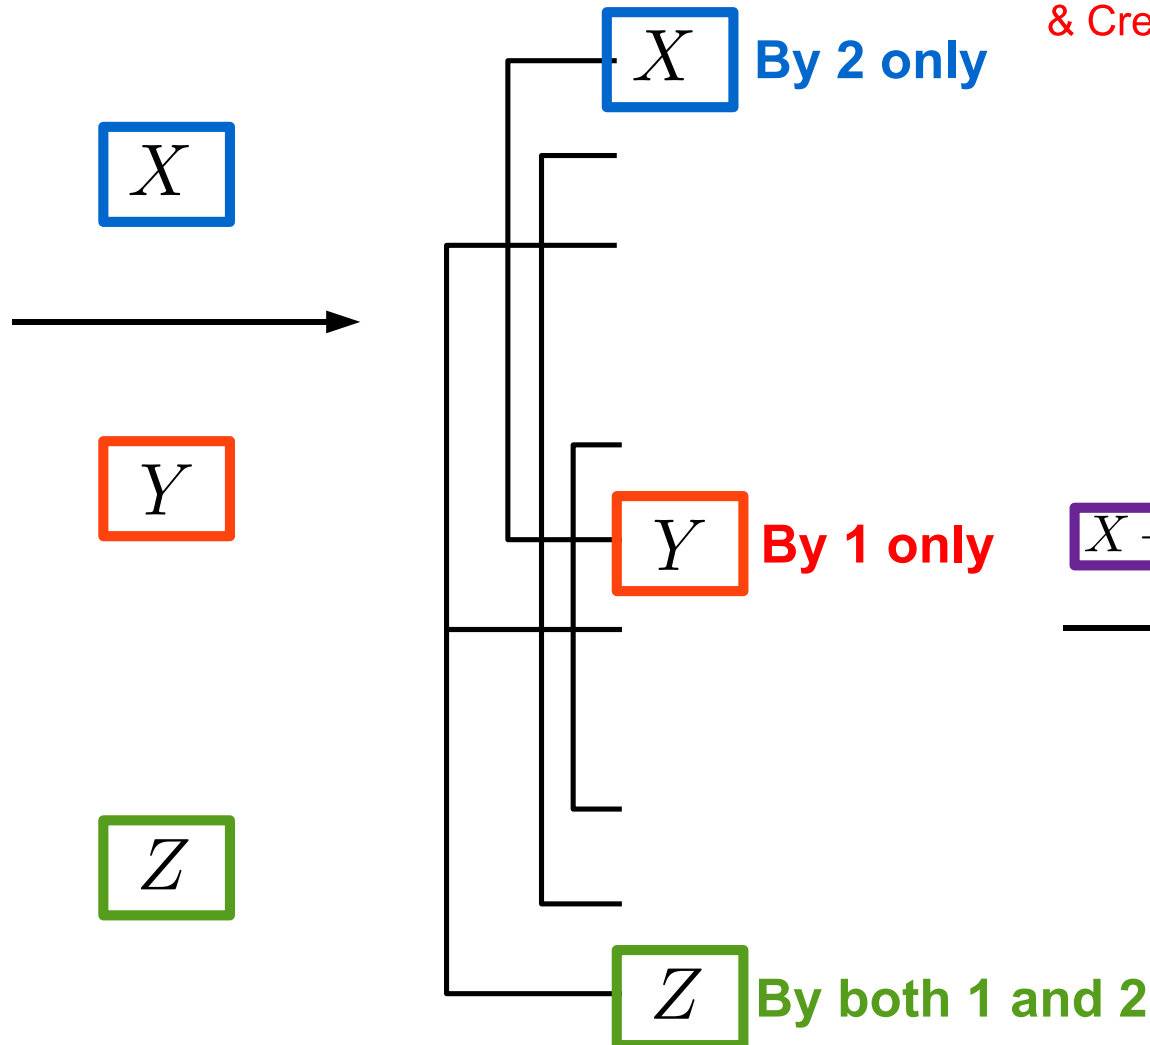 & Cre
X By 2 only
X
Y
Y By 1 only
X -
Z
Z By both 1 and 2